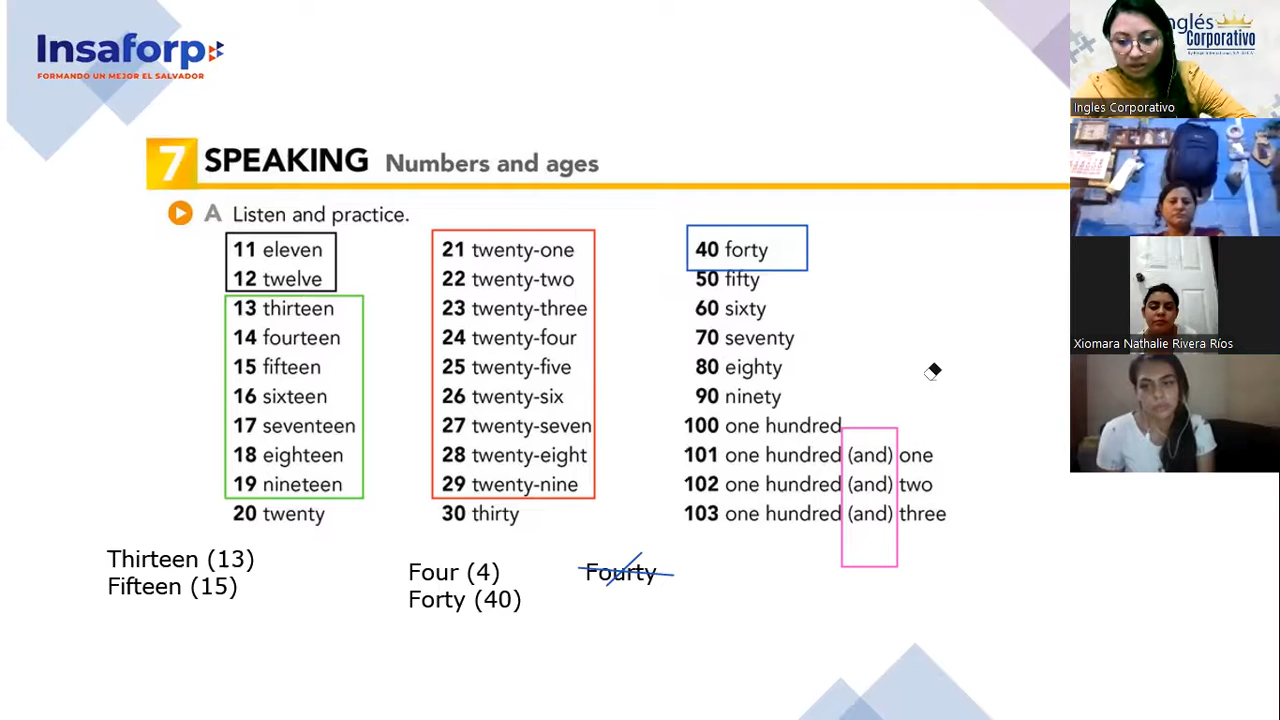 Insaforp
FORMANDO UN MEJOR EL SALVADOR
7 SPEAKING Numbers and ages
A Listen and practice.
11 eleven
12 twelve
13 thirteen
14 fourteen
15 fifteen
16 sixteen
17 seventeen
18 eighteen
19 nineteen
20 twenty
21 twenty-one
22 twenty-two
23 twenty-three
24 twenty-four
25 twenty-five
26 twenty-six
27 twenty-seven
28 twenty-eight
29 twenty-nine
30 thirty
40 forty
50 fifty
60 sixty
70 seventy
80 eighty
90 ninety
100 one hundred
101 one hundred (and) one
102 one hundred (and) two
103 one hundred (and) three
Thirteen (13)
Fifteen (15)
Four (4)
Forty (40)
Fourty
Inglés
Corporativo
Ingles Corporativo
Xiomara Nathalie Rivera Ríos